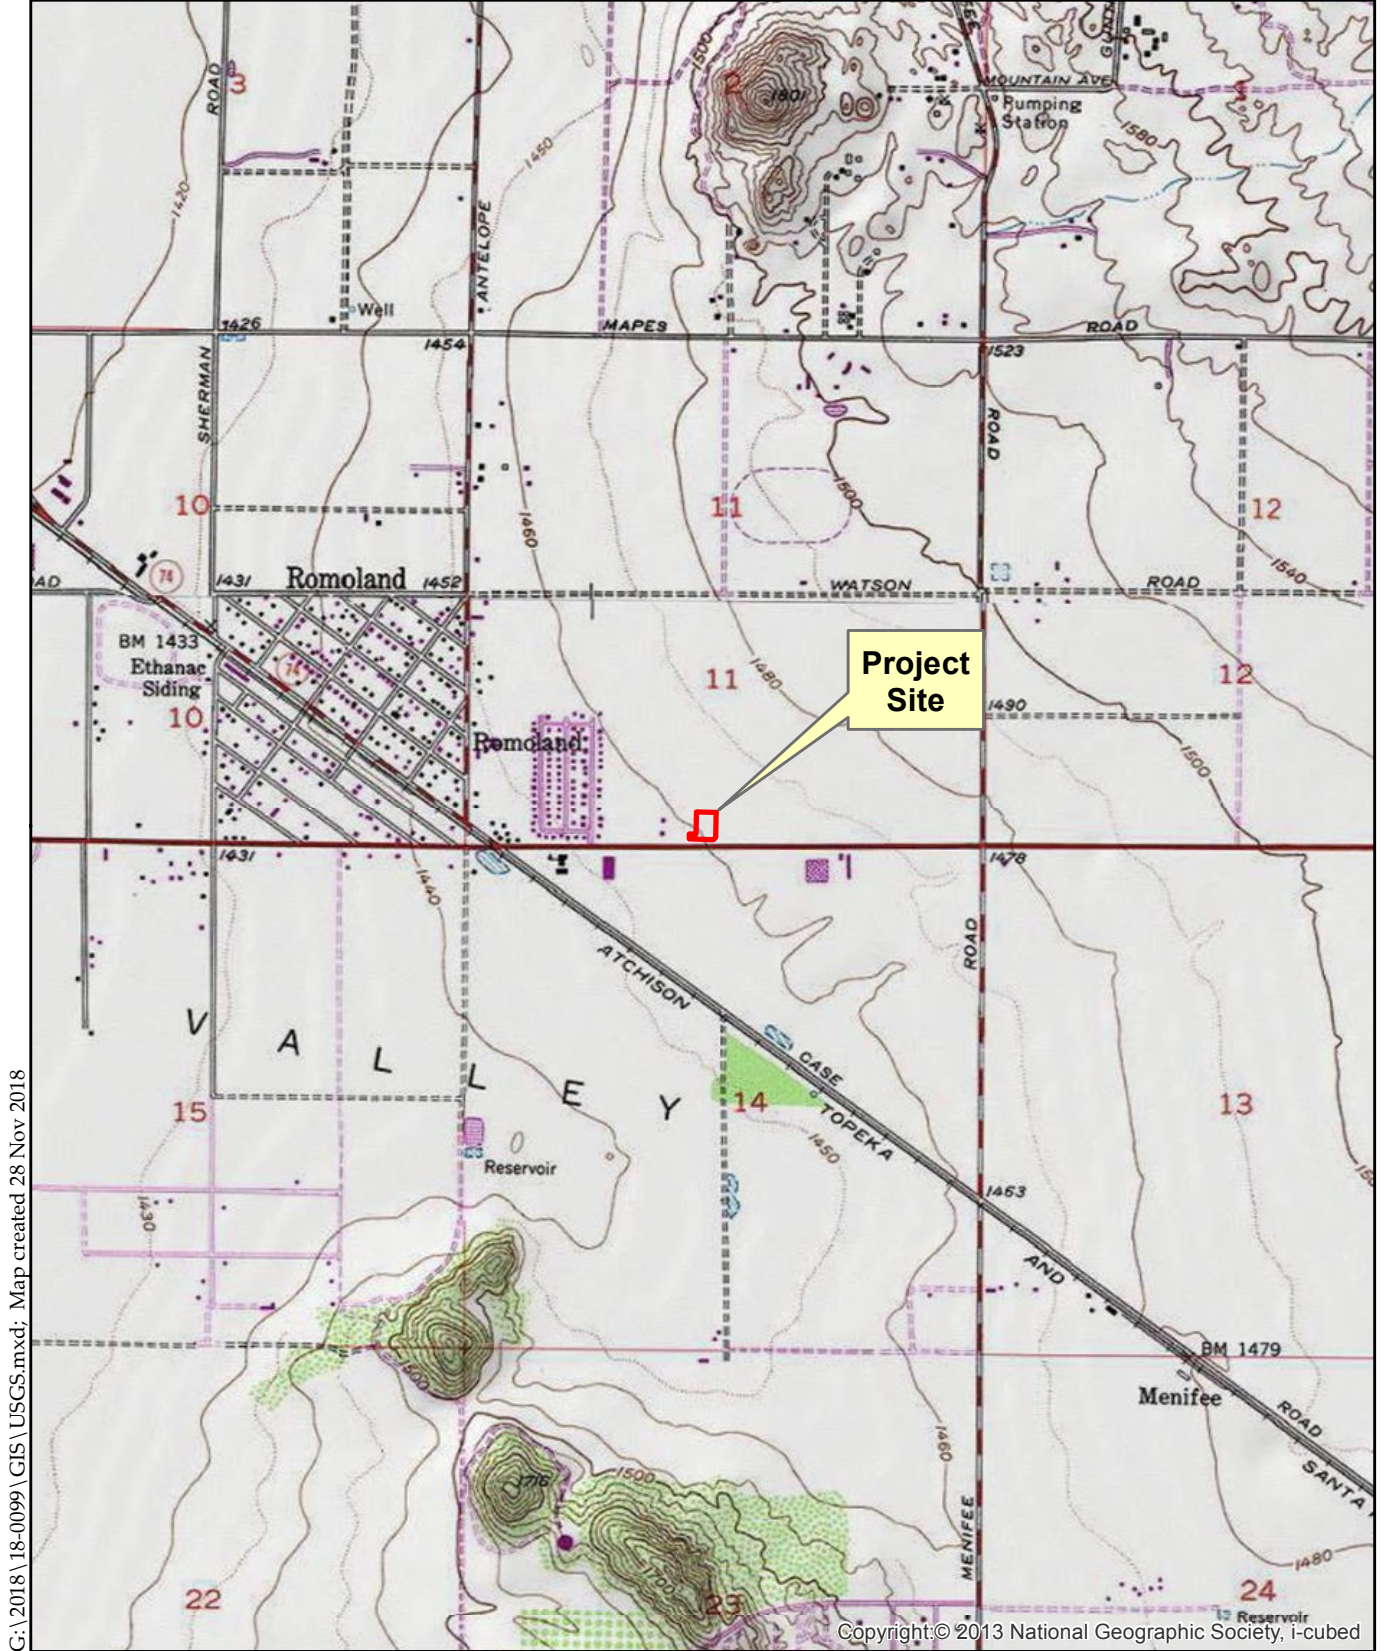 3
ROAD
1420
1450
ANTELOPE
1500
2
1801
MOUNTAIN AVE
Pumping
Station
1580
1
Well
1426
1454
MAPES
ROAD
1523
SHERMAN
ROAD
10
1460
11
1500
12
1540
74
1431
Romoland
1452
WATSON
ROAD
BM 1433
Ethanac
Siding
74
10
Romoland
11
1480
Project
Site
12
1490
1500
1431
1440
1478
ROAD
ATCHISON
V A L L E Y
CASE
TOPEKA
15
14
13
1450
Reservoir
1430
1463
AND
1500
BM 1479
Menifee
ROAD
SANTA
1716
1500
1460
1480
1700
MENIFEE
22
23
24
Reservoir
Copyright:© 2013 National Geographic Society, i-cubed
G:\2018\18-0099\GIS\USGS.mxd; Map created 28 Nov 2018